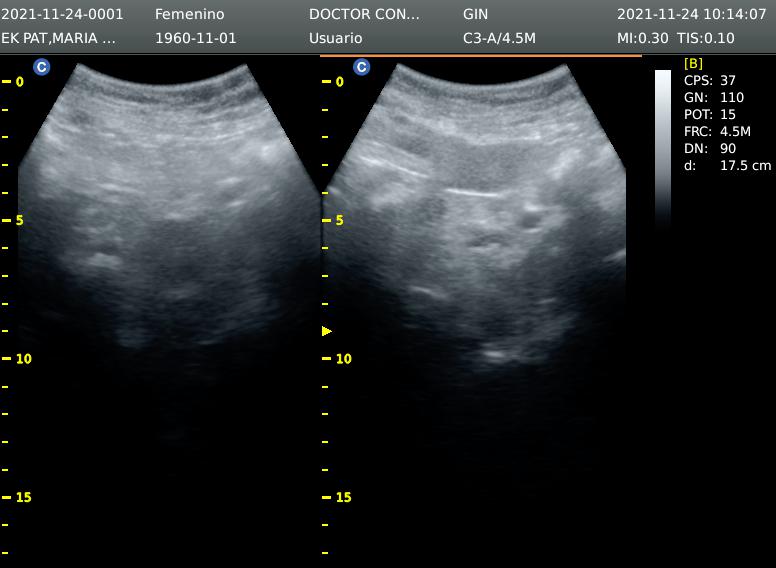 2021-11-24-0001 Femenino DOCTOR CON... GIN 2021-11-24 10:14:07
EK PAT,MARIA ... 1960-11-01 Usuario C3-A/4.5M MI:0.30 TIS:0.10
C
C
[B]
CPS: 37
GN: 110
POT: 15
FRC: 4.5M
DN: 90
d: 17.5 cm
0
5
10
15
0
5
10
15